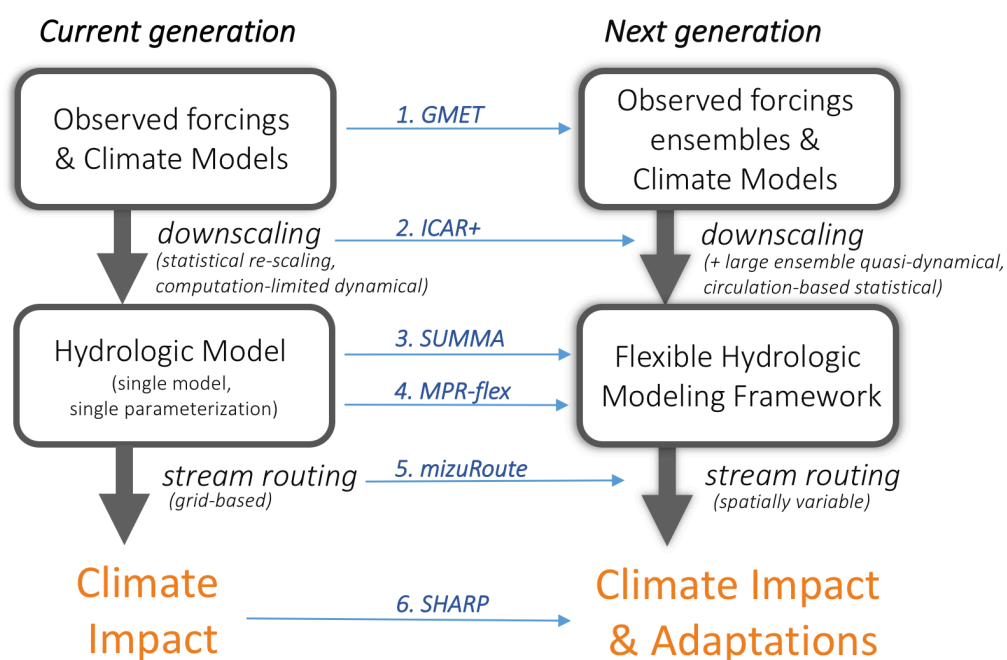 Current generation
Next generation
Observed forcings
& Climate Models
1. GMET
Observed forcings
ensembles &
Climate Models
downscaling
(statistical re-scaling,
computation-limited dynamical)
2. ICAR+
downscaling
(+ large ensemble quasi-dynamical,
circulation-based statistical)
Hydrologic Model
(single model,
single parameterization)
3. SUMMA
4. MPR-flex
Flexible Hydrologic
Modeling Framework
stream routing
(grid-based)
5. mizuRoute
stream routing
(spatially variable)
Climate
Impact
6. SHARP
Climate Impact
& Adaptations